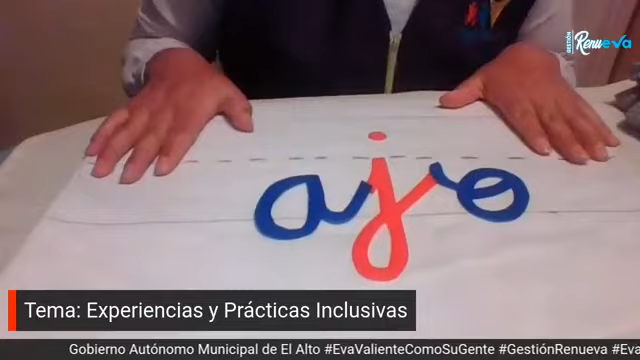 GESTIÓN
Renueva
ajo
Tema: Experiencias y Prácticas Inclusivas
Gobierno Autónomo Municipal de El Alto #EvaValienteComoSuGente #GestiónRenueva #Eva